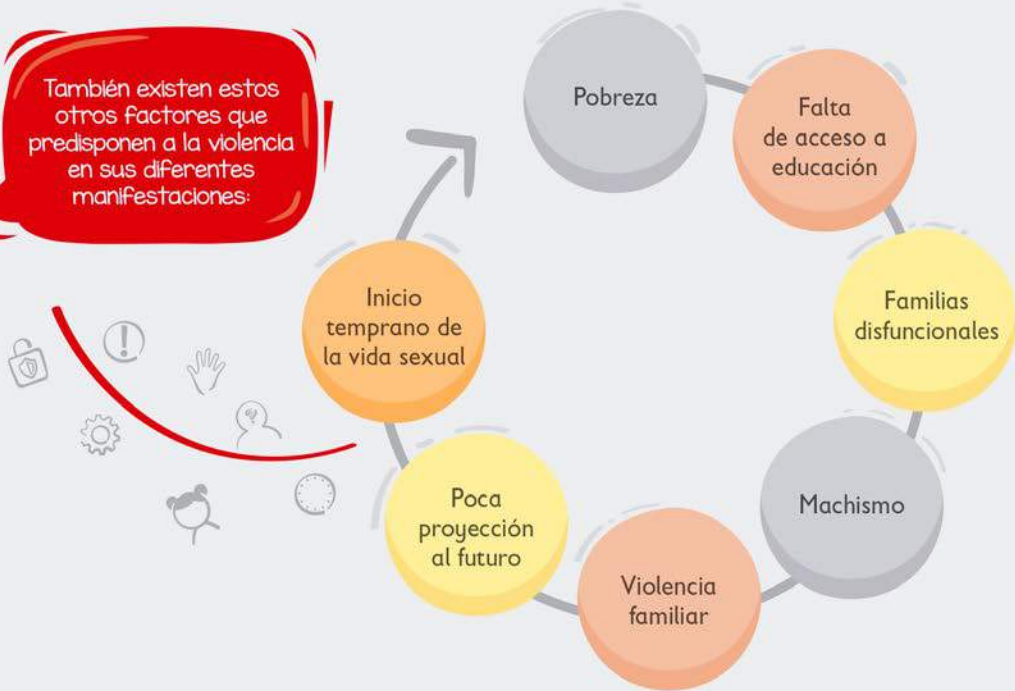 También existen estos
otros factores que
predisponen a la violencia
en sus diferentes
manifestaciones:
Pobreza
Falta
de acceso a
educación
Familias
disfuncionales
Machismo
Violencia
familiar
Poca
proyección
al futuro
Inicio
temprano de
la vida sexual